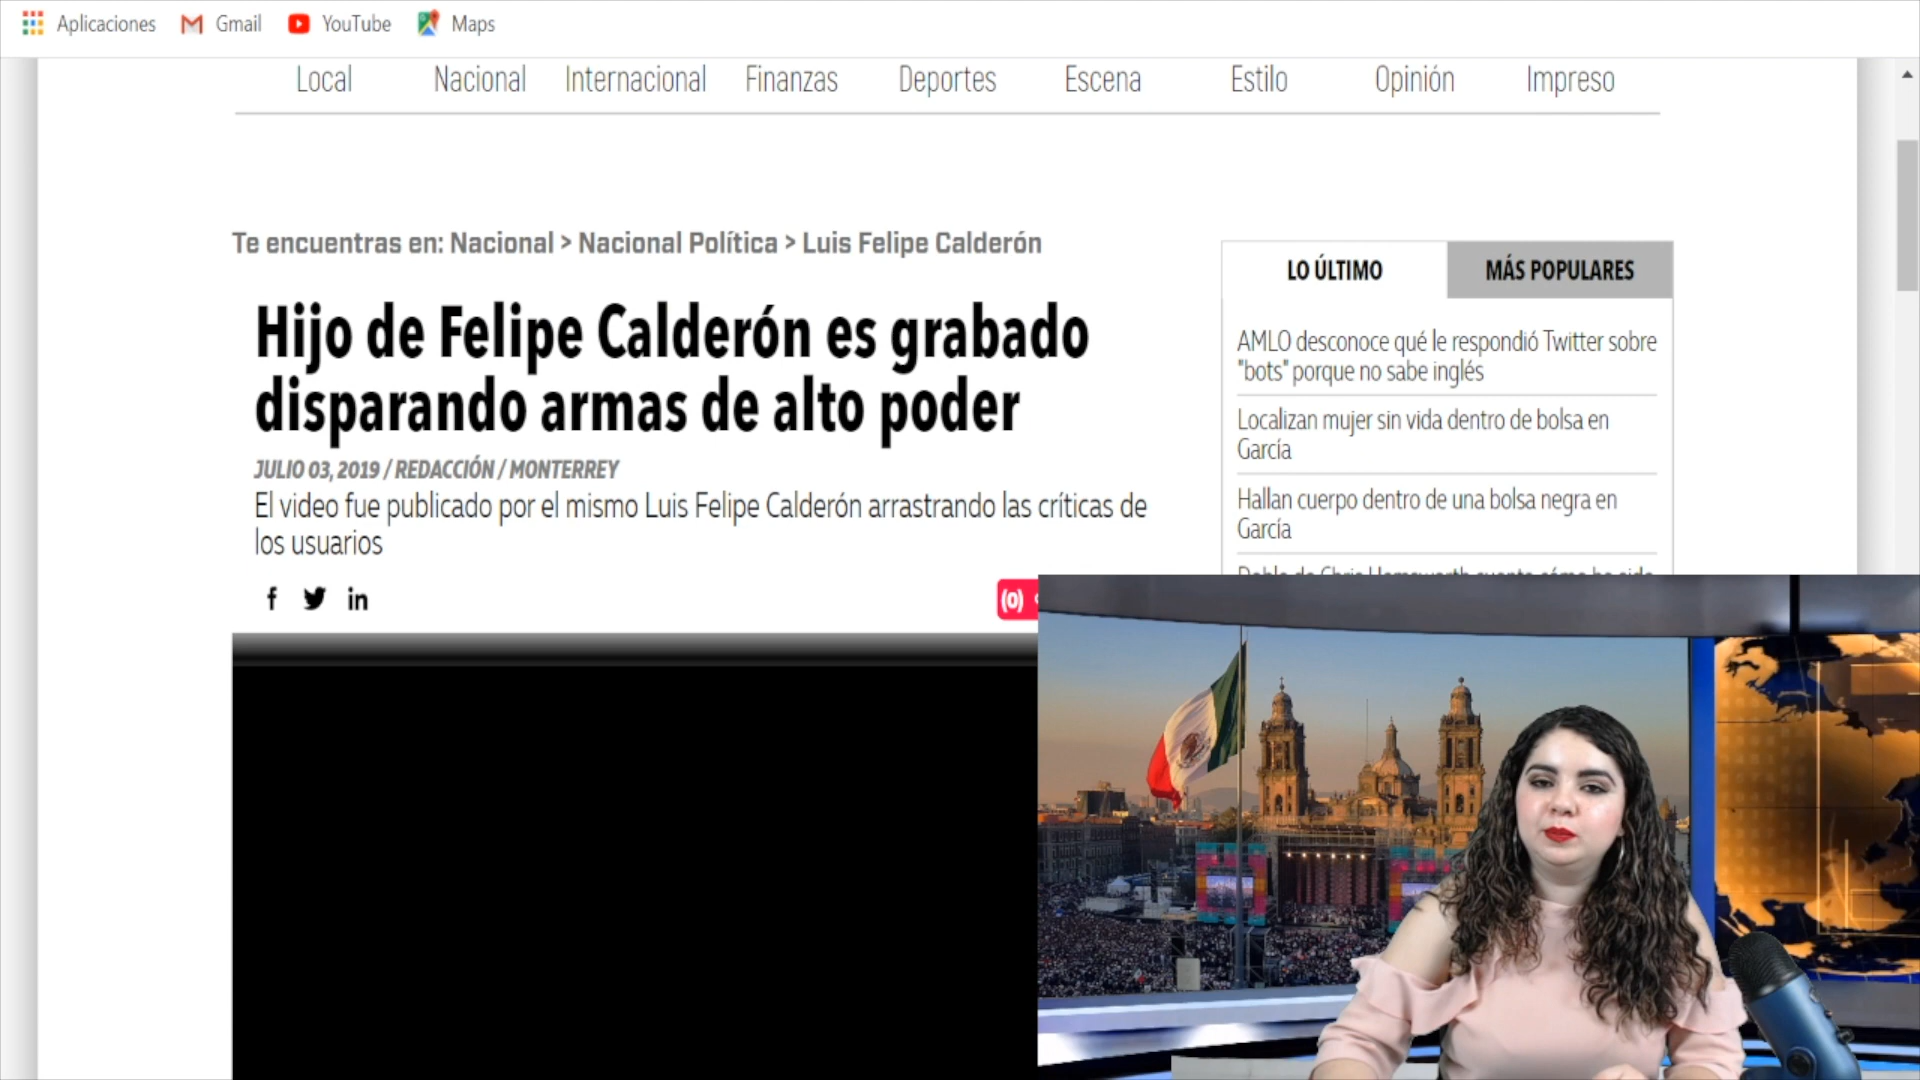 Aplicaciones Gmail YouTube Maps
Local Nacional Internacional Finanzas Deportes Escena Estilo Opinión Impreso
Te encuentras en: Nacional > Nacional Política > Luis Felipe Calderón
Hijo de Felipe Calderón es grabado
disparando armas de alto poder
JULIO 03, 2019 / REDACCIÓN / MONTERREY
El video fue publicado por el mismo Luis Felipe Calderón arrastrando las críticas de
los usuarios
f in
(0)
LO ÚLTIMO MÁS POPULARES
AMLO desconoce qué le respondió Twitter sobre
"bots" porque no sabe inglés
Localizan mujer sin vida dentro de bolsa en
García
Hallan cuerpo dentro de una bolsa negra en
García